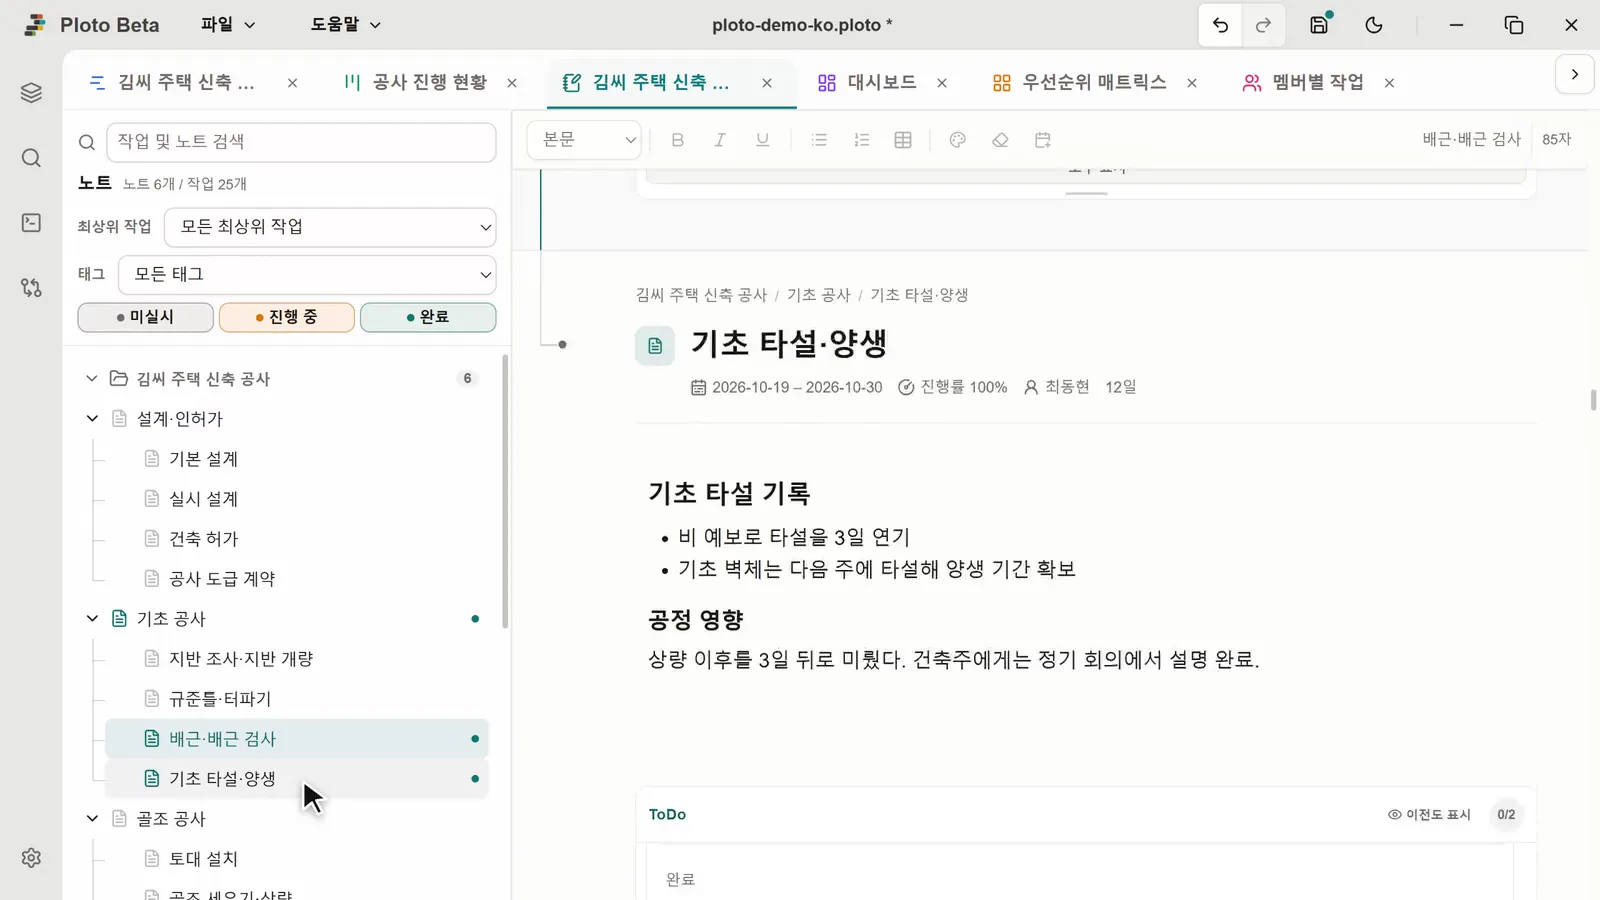 Ploto Beta
파일
도움말
ploto-demo-ko.ploto *
김씨 주택 신축 ...
공사 진행 현황
김씨 주택 신축 ...
대시보드
우선순위 매트릭스
멤버별 작업
작업 및 노트 검색
노트 노트 6개 / 작업 25개
최상위 작업 모든 최상위 작업
태그 모든 태그
미실시
진행 중
완료
김씨 주택 신축 공사 6
설계·인허가
기본 설계
실시 설계
건축 허가
공사 도급 계약
기초 공사
지반 조사·지반 개량
규준틀·터파기
배근·배근 검사
기초 타설·양생
골조 공사
토대 설치
골조 세우기·상량
본문
B I U
배근·배근 검사 85자
김씨 주택 신축 공사 / 기초 공사 / 기초 타설·양생
기초 타설·양생
2026-10-19 – 2026-10-30 진행률 100% 최동현 12일
기초 타설 기록
• 비 예보로 타설을 3일 연기
• 기초 벽체는 다음 주에 타설해 양생 기간 확보
공정 영향
상량 이후를 3일 뒤로 미뤘다. 건축주에게는 정기 회의에서 설명 완료.
ToDo
이전도 표시 0/2
완료